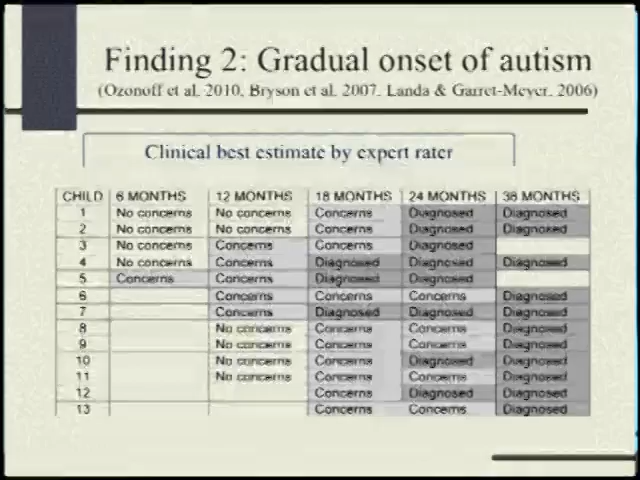 Finding 2: Gradual onset of autism
(Ozonoff et al, 2010, Bryson et al. 2007, Landa & Garret-Meyer, 2006)
Clinical best estimate by expert rater
CHILD 6 MONTHS 12 MONTHS 18 MONTHS 24 MONTHS 36 MONTHS
1 No concerns No concerns Concerns Diagnosed Diagnosed
2 No concerns No concerns Concerns Diagnosed Diagnosed
3 No concerns Concerns Concerns Diagnosed
4 No concerns Concerns Diagnosed Diagnosed Diagnosed
5 Concerns Concerns Diagnosed Diagnosed
6 Concerns Concerns Concerns Diagnosed
7 Concerns Diagnosed Diagnosed Diagnosed
8 No concerns Concerns Concerns Diagnosed
9 No concerns Concerns Concerns Diagnosed
10 No concerns Concerns Diagnosed Diagnosed
11 No concerns Concerns Concerns Diagnosed
12 Concerns Diagnosed Diagnosed
13 Concerns Concerns Diagnosed